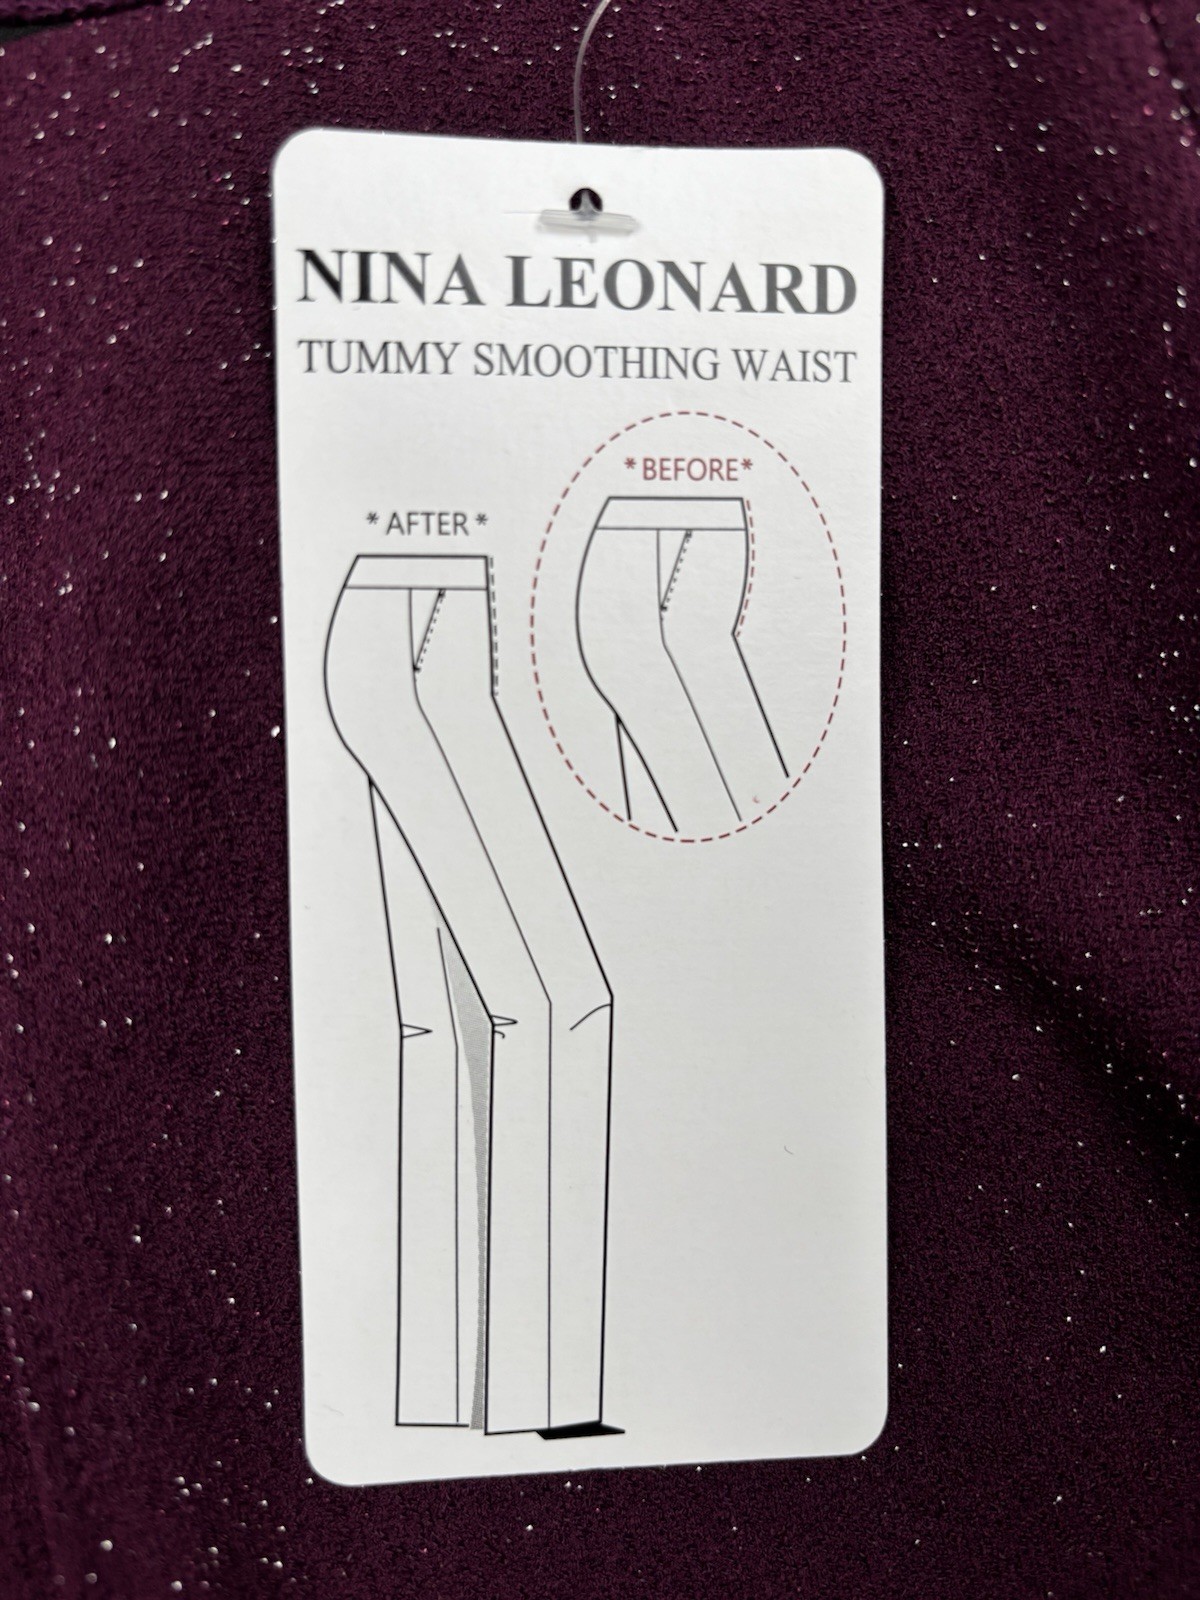 NINA LEONARD
TUMMY SMOOTHING WAIST
*BEFORE*
* AFTER *